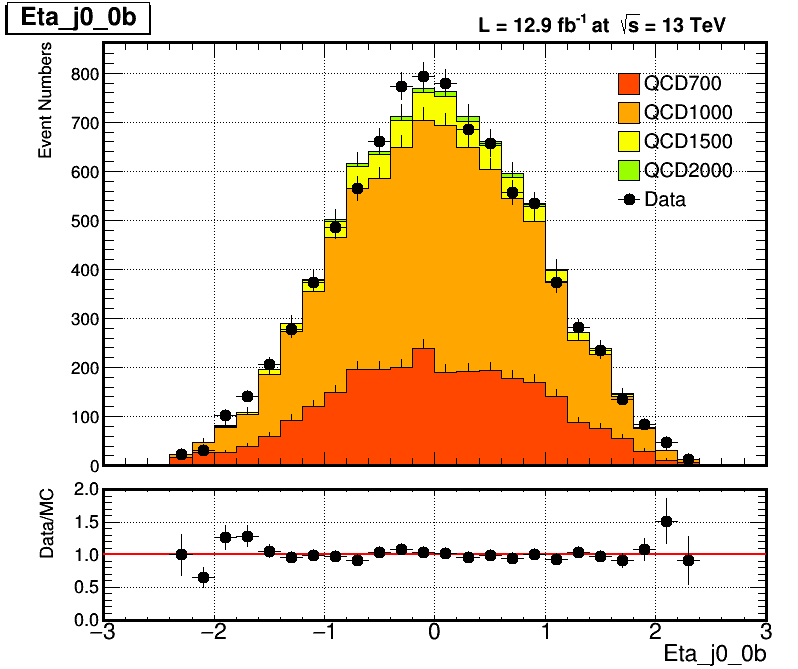 Eta_j0_0b
L = 12.9 fb⁻¹ at √s = 13 TeV
Event Numbers
800
700
600
500
400
300
200
100
0
QCD700
QCD1000
QCD1500
QCD2000
Data
Data/MC
2.0
1.5
1.0
0.5
0.0
−3 −2 −1 0 1 2 3
Eta_j0_0b